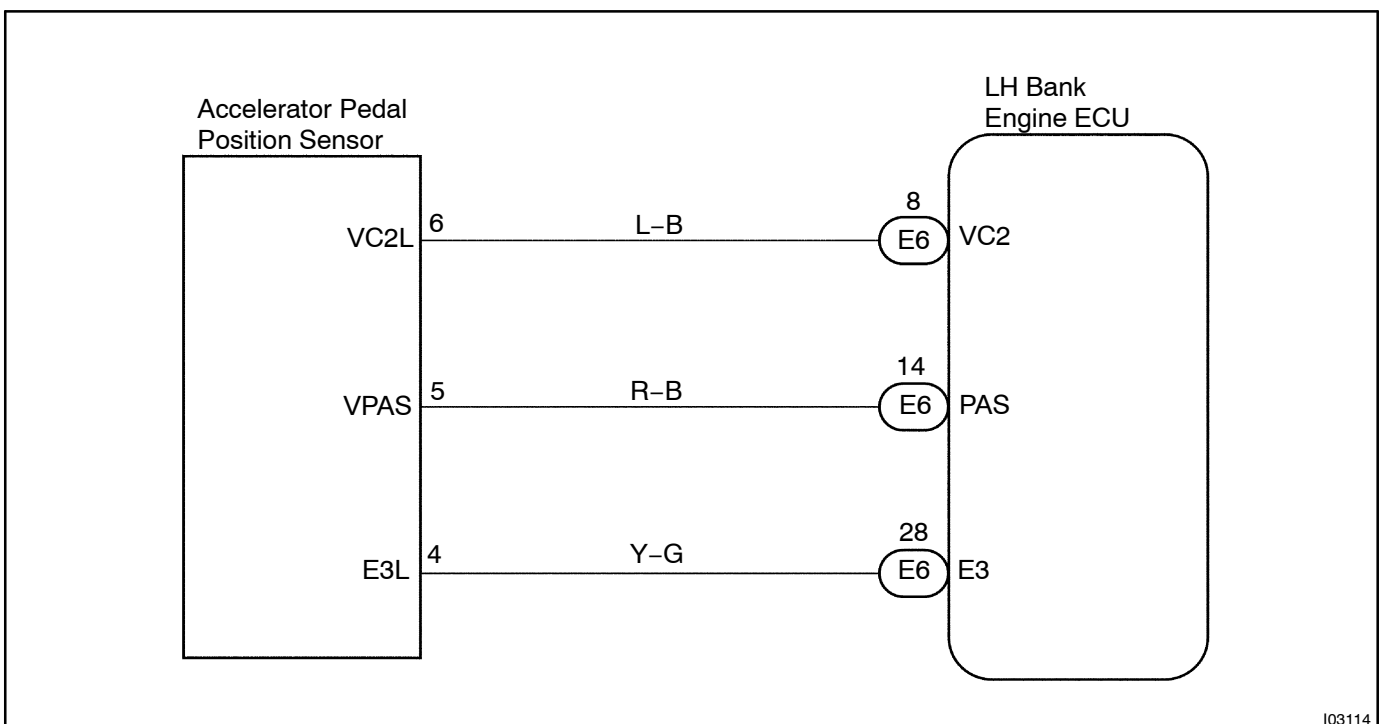 Accelerator Pedal
Position Sensor
LH Bank
Engine ECU
VC2L 6 L−B 8 E6 VC2
VPAS 5 R−B 14 E6 PAS
E3L 4 Y−G 28 E6 E3
I03114